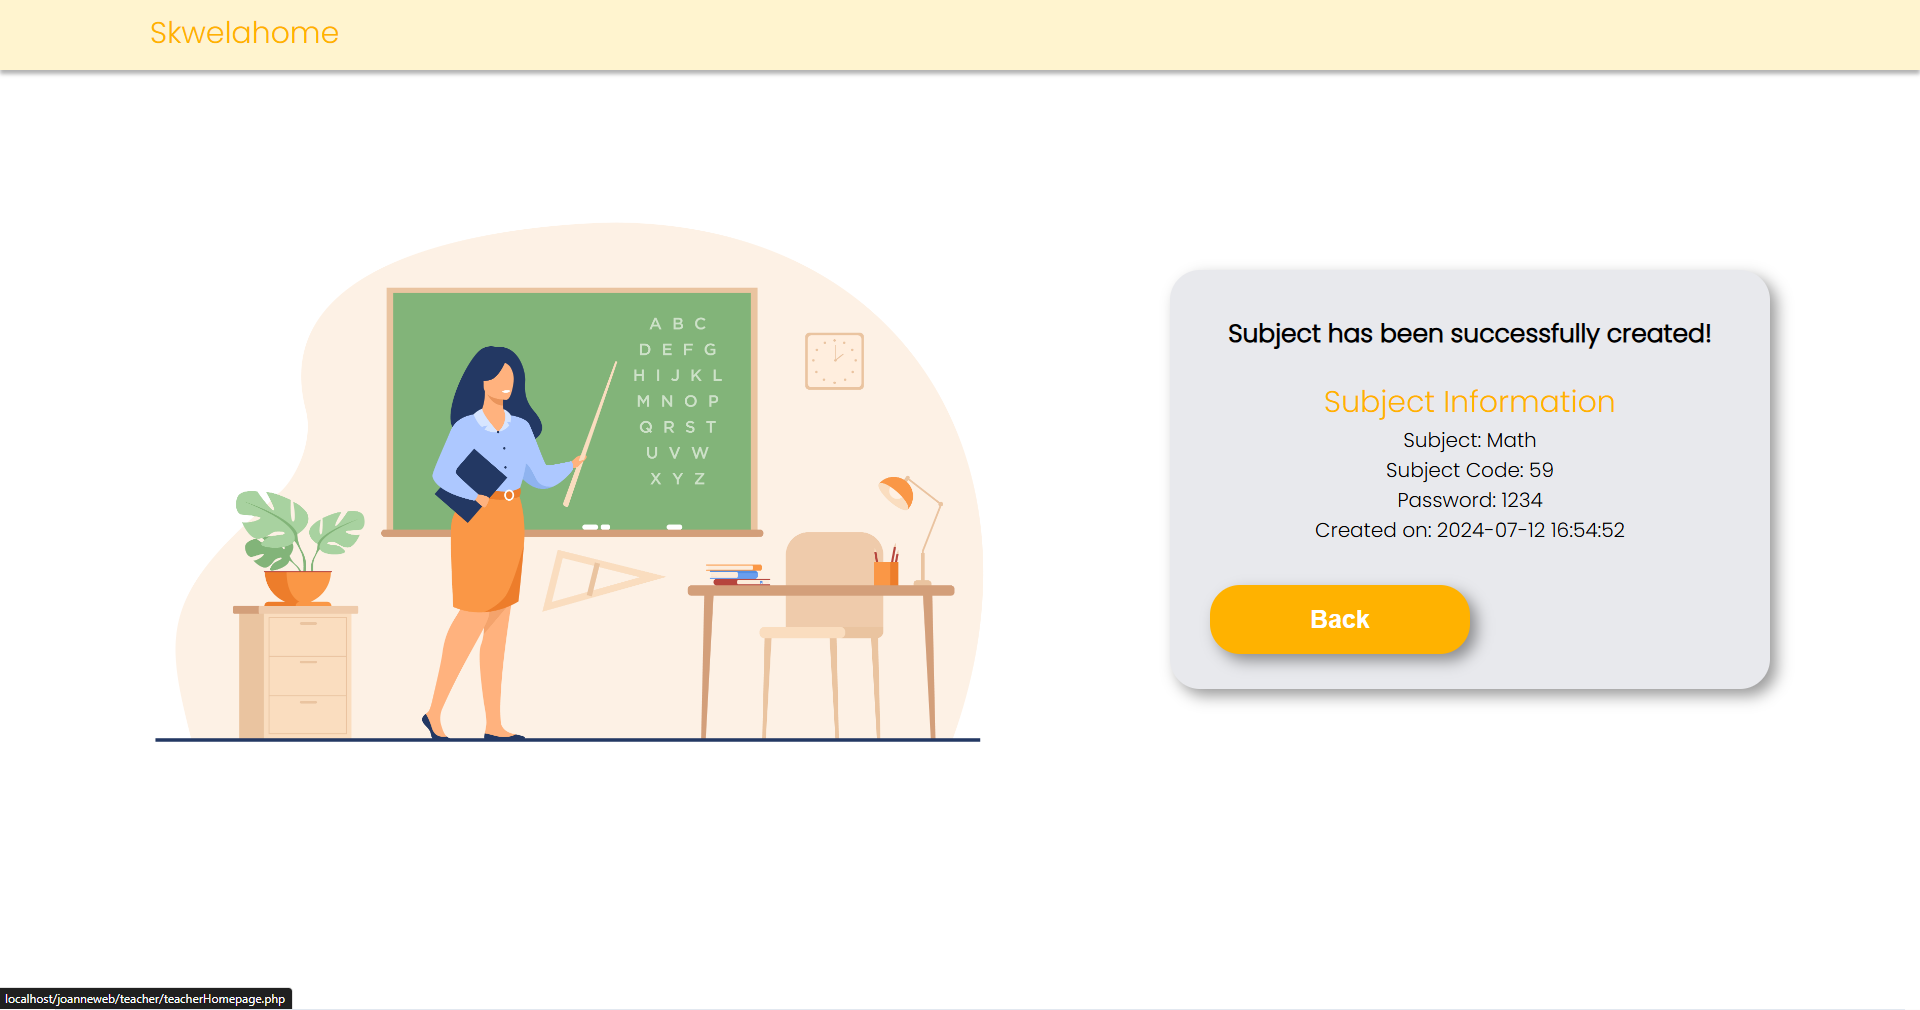 Skwelahome
A B C
D E F G
H I J K L
M N O P
Q R S T
U V W
X Y Z
Subject has been successfully created!
Subject Information
Subject: Math
Subject Code: 59
Password: 1234
Created on: 2024-07-12 16:54:52
Back
localhost/joanneweb/teacher/teacherHomepage.php